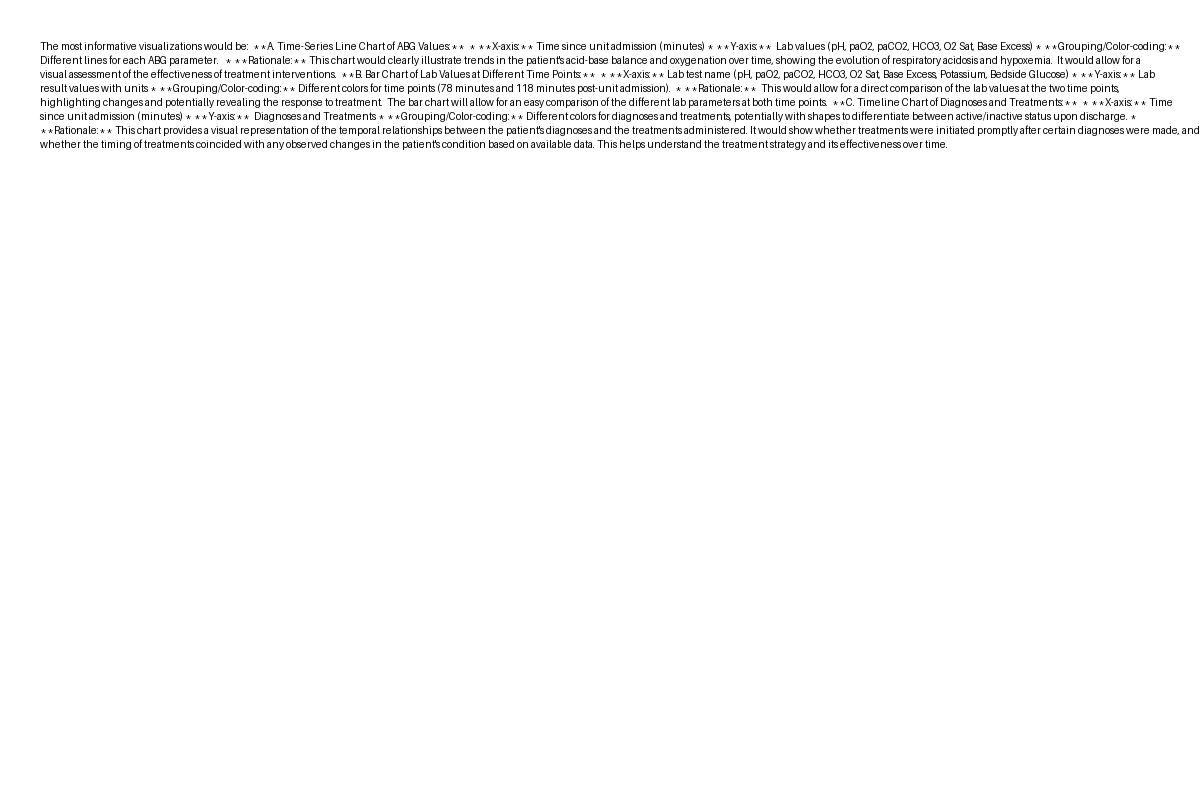 The most informative visualizations would be:  **A. Time-Series Line Chart of ABG Values:**  * **X-axis:** Time since unit admission (minutes) * **Y-axis:**  Lab values (pH, paO2, paCO2, HCO3, O2 Sat, Base Excess) * **Grouping/Color-coding:**
Different lines for each ABG parameter.   * **Rationale:** This chart would clearly illustrate trends in the patient's acid-base balance and oxygenation over time, showing the evolution of respiratory acidosis and hypoxemia.  It would allow for a
visual assessment of the effectiveness of treatment interventions.  **B. Bar Chart of Lab Values at Different Time Points:**  * **X-axis:** Lab test name (pH, paO2, paCO2, HCO3, O2 Sat, Base Excess, Potassium, Bedside Glucose) * **Y-axis:** Lab
result values with units * **Grouping/Color-coding:** Different colors for time points (78 minutes and 118 minutes post-unit admission).  * **Rationale:**  This would allow for a direct comparison of the lab values at the two time points,
highlighting changes and potentially revealing the response to treatment.  The bar chart will allow for an easy comparison of the different lab parameters at both time points.  **C. Timeline Chart of Diagnoses and Treatments:**  * **X-axis:** Time
since unit admission (minutes) * **Y-axis:**  Diagnoses and Treatments * **Grouping/Color-coding:** Different colors for diagnoses and treatments, potentially with shapes to differentiate between active/inactive status upon discharge. *
**Rationale:** This chart provides a visual representation of the temporal relationships between the patient's diagnoses and the treatments administered. It would show whether treatments were initiated promptly after certain diagnoses were made, and
whether the timing of treatments coincided with any observed changes in the patient's condition based on available data. This helps understand the treatment strategy and its effectiveness over time.